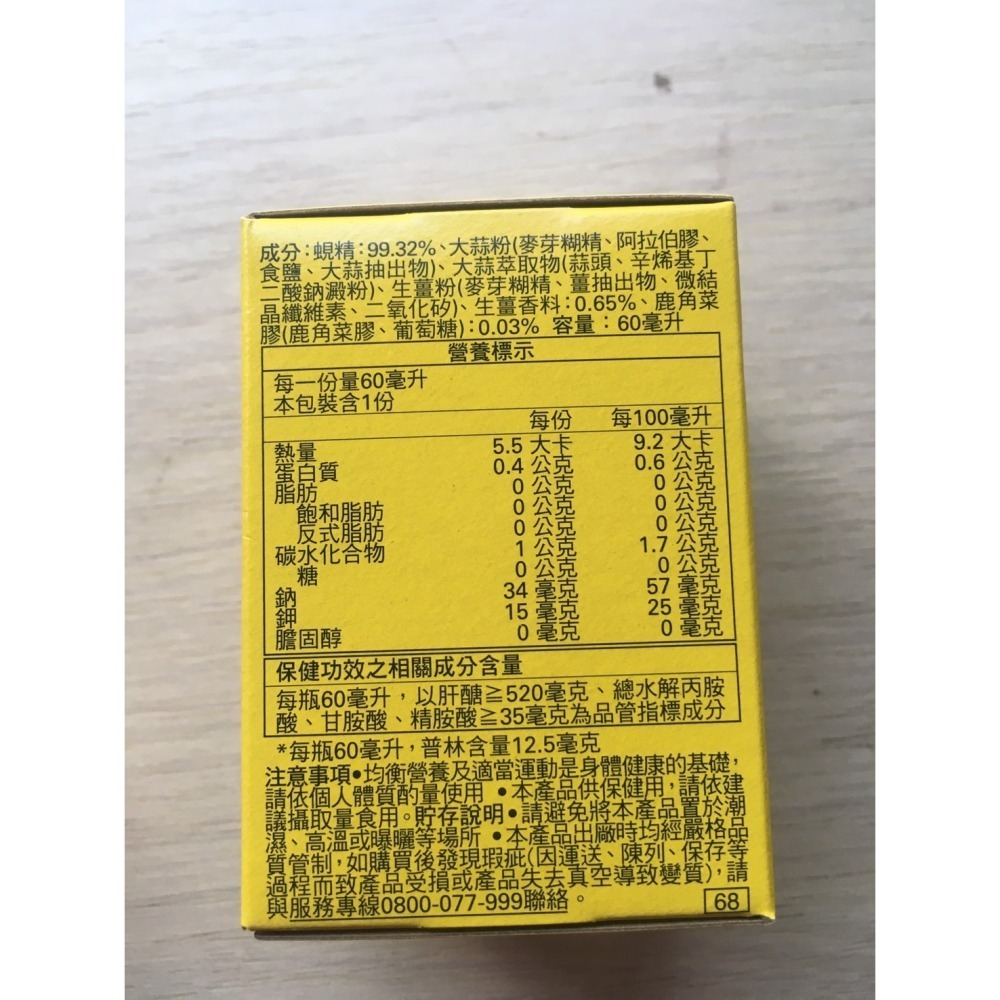 成分：蜆精：99.32%、大蒜粉(麥芽糊精、阿拉伯膠、
食鹽、大蒜抽出物)、大蒜萃取物(蒜頭、辛烯基丁
二酸鈉澱粉)、生薑粉(麥芽糊精、薑抽出物、微結
晶纖維素、二氧化矽)、生薑香料：0.65%、鹿角菜
膠(鹿角菜膠、葡萄糖)：0.03% 容量：60毫升
營養標示
每一份量60毫升
本包裝含1份
每份 每100毫升
熱量 5.5 大卡 9.2 大卡
蛋白質 0.4 公克 0.6 公克
脂肪 0 公克 0 公克
飽和脂肪 0 公克 0 公克
反式脂肪 0 公克 0 公克
碳水化合物 1 公克 1.7 公克
糖 0 公克 0 公克
鈉 34 毫克 57 毫克
鉀 15 毫克 25 毫克
膽固醇 0 毫克 0 毫克
保健功效之相關成分含量
每瓶60毫升，以肝醣≧520毫克、總水解丙胺
酸、甘胺酸、精胺酸≧35毫克為品管指標成分
*每瓶60毫升，普林含量12.5毫克
注意事項●均衡營養及適當運動是身體健康的基礎，
請依個人體質酌量使用 ●本產品供保健用，請依建
議攝取量食用。貯存說明●請避免將本產品置於潮
濕、高溫或曝曬等場所 ●本產品出廠時均經嚴格品
質管制，如購買後發現瑕疵(因運送、陳列、保存等
過程而致產品受損或產品失去真空導致變質)，請
與服務專線0800-077-999聯絡。
68